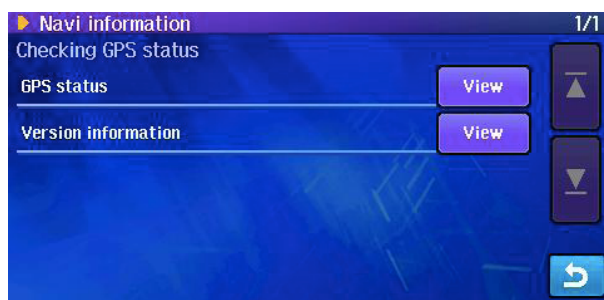 Navi information 1/1
Checking GPS status
GPS status View
Version information View